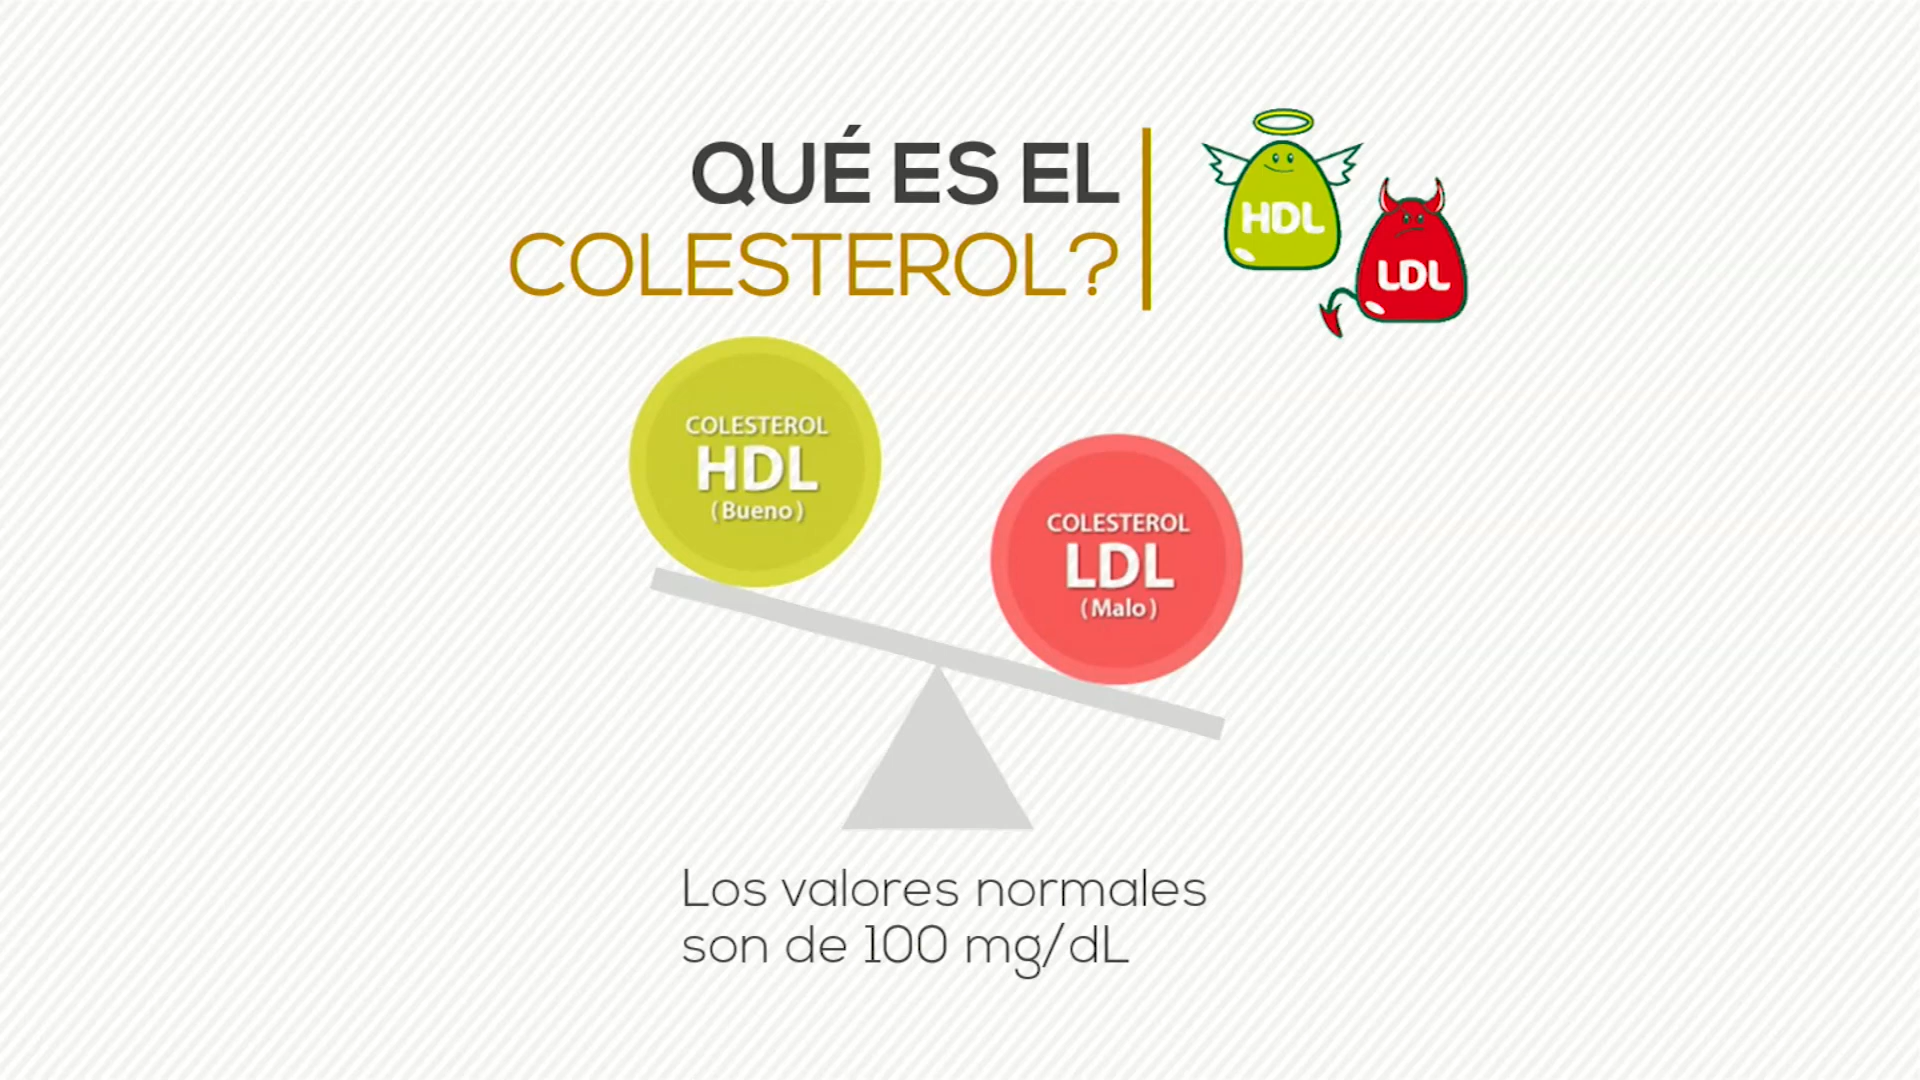 QUÉ ES EL
COLESTEROL?
HDL
LDL
COLESTEROL
HDL
(Bueno)
COLESTEROL
LDL
(Malo)
Los valores normales
son de 100 mg/dL